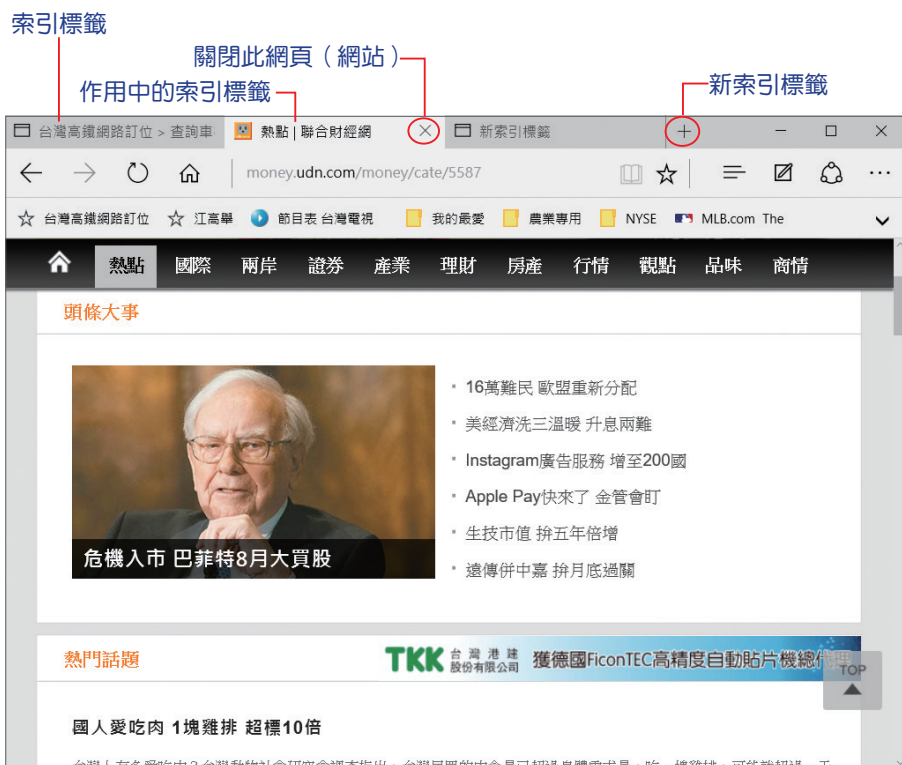 索引標籤
關閉此網頁（網站）
作用中的索引標籤
新索引標籤
台灣高鐵網路訂位 > 查詢車
熱點 | 聯合財經網
新索引標籤
money.udn.com/money/cate/5587
台灣高鐵網路訂位 江高舉 節目表 台灣電視 我的最愛 農業專用 NYSE MLB.com The
熱點 國際 兩岸 證券 產業 理財 房產 行情 觀點 品味 商情
頭條大事
16萬難民 歐盟重新分配
美經濟洗三溫暖 升息兩難
Instagram廣告服務 增至200國
Apple Pay快來了 金管會盯
生技市值 拚五年倍增
遠傳併中嘉 拚月底過關
危機入市 巴菲特8月大買股
熱門話題
TKK 台灣港建股份有限公司 獲德國FiconTEC高精度自動貼片機總代理
TOP
國人愛吃肉 1塊雞排 超標10倍